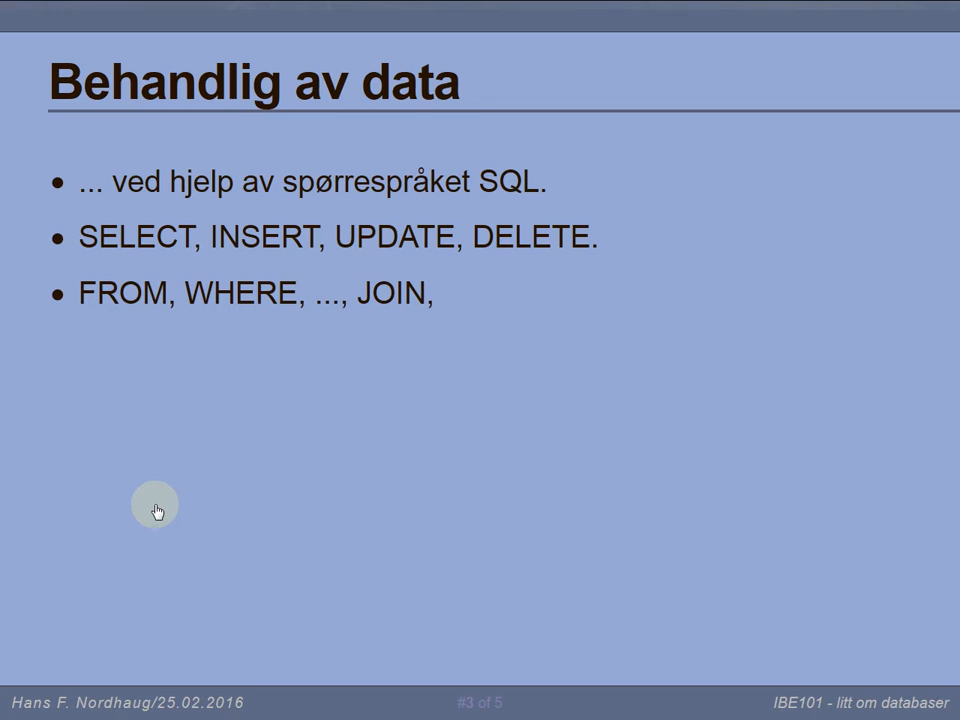 Behandlig av data
• ... ved hjelp av spørrespråket SQL.
• SELECT, INSERT, UPDATE, DELETE.
• FROM, WHERE, ..., JOIN,
Hans F. Nordhaug/25.02.2016
#3 of 5
IBE101 - litt om databaser